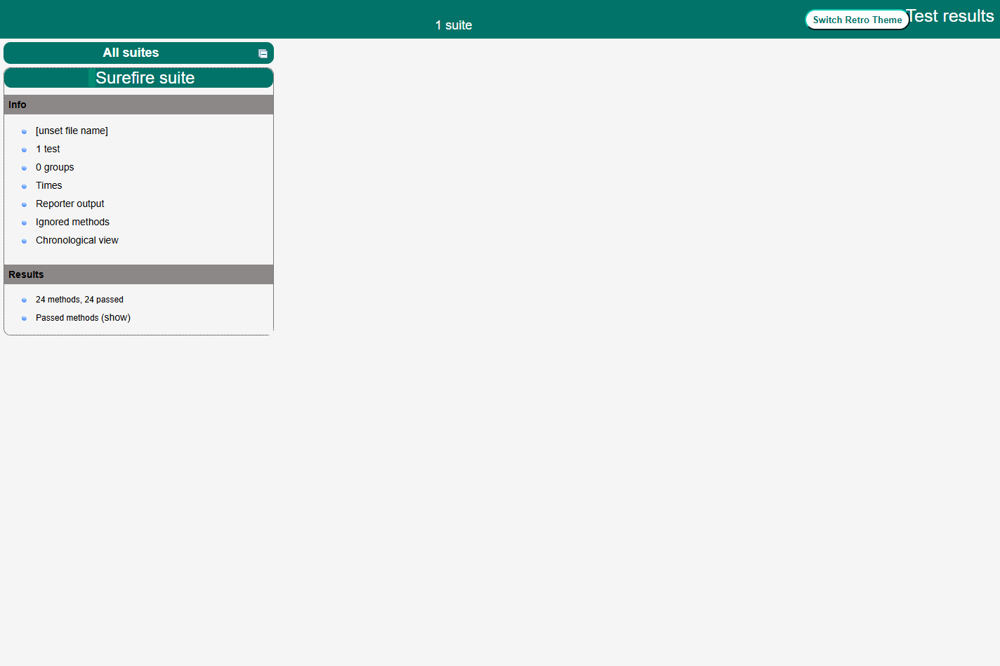 1 suite
Switch Retro Theme
Test results
All suites
Surefire suite
Info
[unset file name]
1 test
0 groups
Times
Reporter output
Ignored methods
Chronological view
Results
24 methods, 24 passed
Passed methods (show)